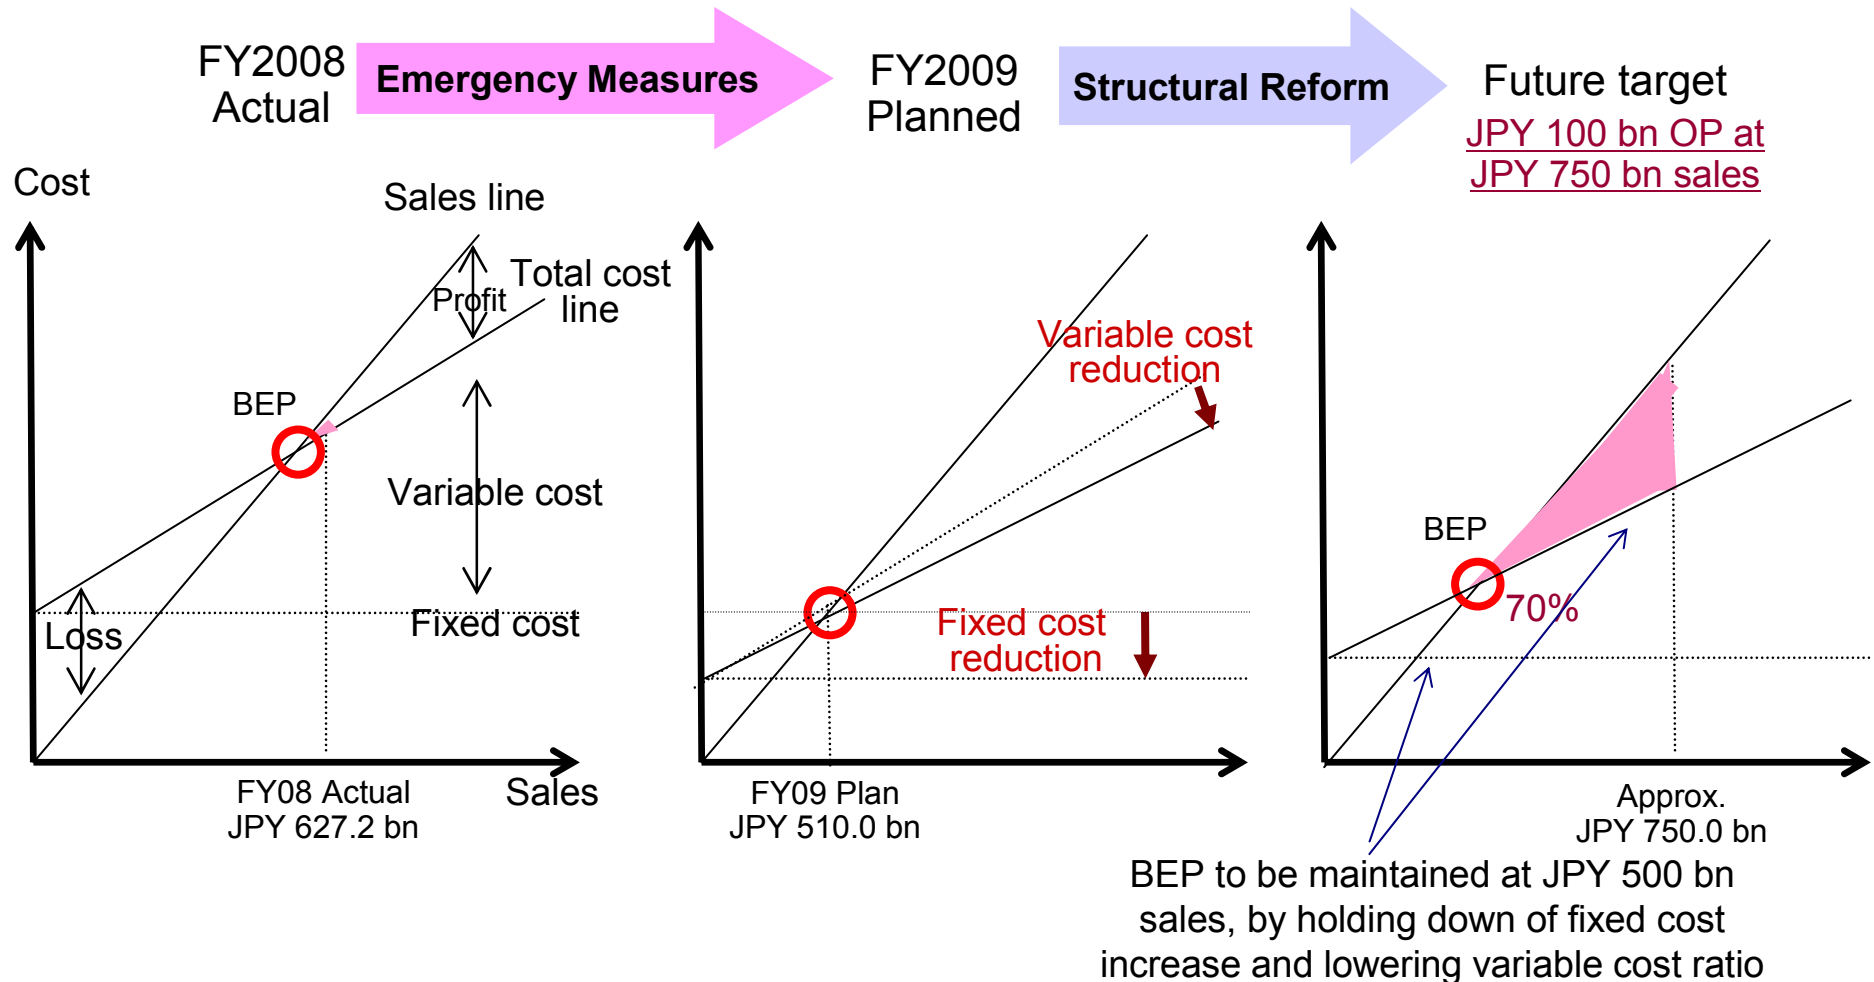 FY2008
Actual
Emergency Measures
FY2009
Planned
Structural Reform
Future target
JPY 100 bn OP at
JPY 750 bn sales
Cost
Sales line
Total cost
line
Profit
BEP
Variable cost
Fixed cost
Loss
Sales
FY08 Actual
JPY 627.2 bn
Variable cost
reduction
Fixed cost
reduction
FY09 Plan
JPY 510.0 bn
BEP
70%
Approx.
JPY 750.0 bn
BEP to be maintained at JPY 500 bn
sales, by holding down of fixed cost
increase and lowering variable cost ratio